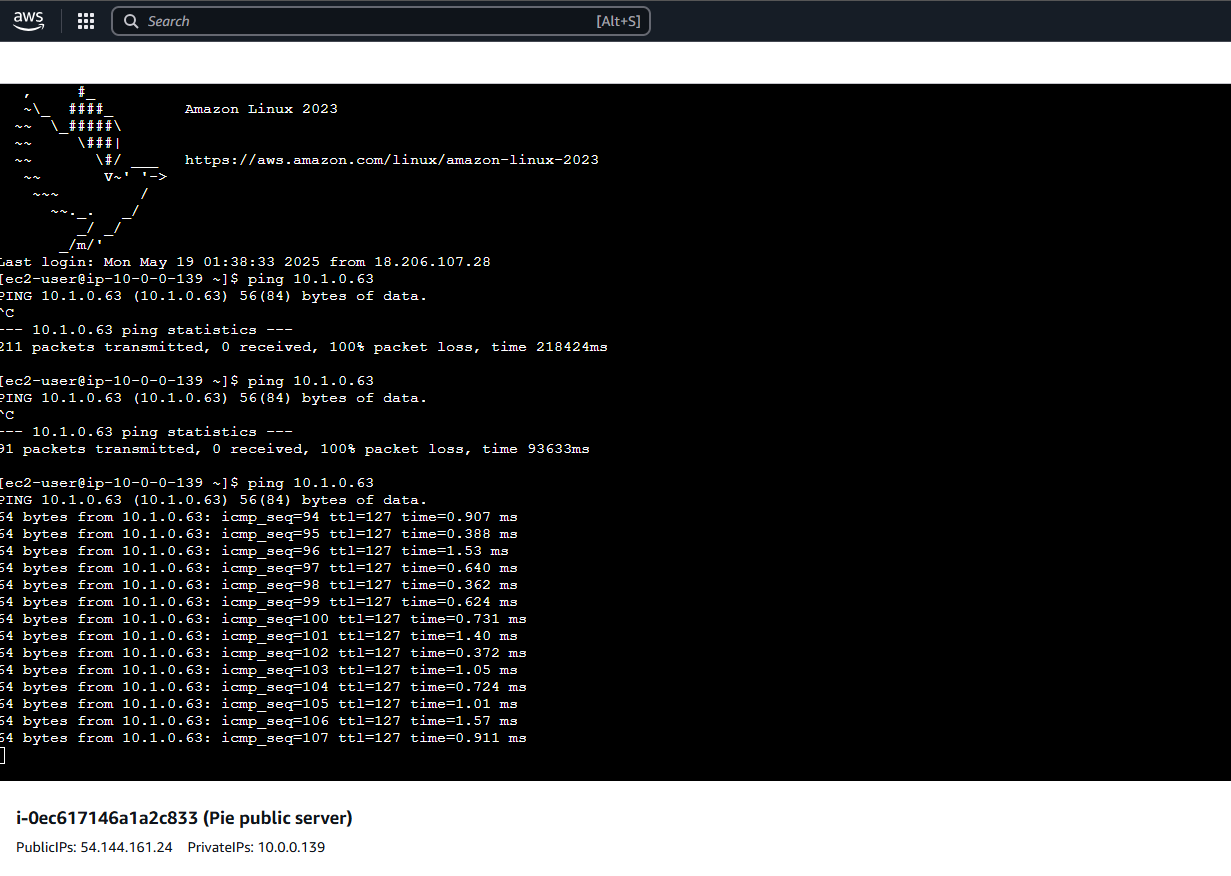 aws Search [Alt+S]
   ,     #_
   ~\_  ####_        Amazon Linux 2023
  ~~  \_#####\
  ~~     \###|
  ~~       \#/ ___   https://aws.amazon.com/linux/amazon-linux-2023
   ~~       V~' '->
    ~~~         /
      ~~._.   _/
         _/ _/
       _/m/'
Last login: Mon May 19 01:38:33 2025 from 18.206.107.28
[ec2-user@ip-10-0-0-139 ~]$ ping 10.1.0.63
PING 10.1.0.63 (10.1.0.63) 56(84) bytes of data.
^C
--- 10.1.0.63 ping statistics ---
211 packets transmitted, 0 received, 100% packet loss, time 218424ms
[ec2-user@ip-10-0-0-139 ~]$ ping 10.1.0.63
PING 10.1.0.63 (10.1.0.63) 56(84) bytes of data.
^C
--- 10.1.0.63 ping statistics ---
91 packets transmitted, 0 received, 100% packet loss, time 93633ms
[ec2-user@ip-10-0-0-139 ~]$ ping 10.1.0.63
PING 10.1.0.63 (10.1.0.63) 56(84) bytes of data.
64 bytes from 10.1.0.63: icmp_seq=94 ttl=127 time=0.907 ms
64 bytes from 10.1.0.63: icmp_seq=95 ttl=127 time=0.388 ms
64 bytes from 10.1.0.63: icmp_seq=96 ttl=127 time=1.53 ms
64 bytes from 10.1.0.63: icmp_seq=97 ttl=127 time=0.640 ms
64 bytes from 10.1.0.63: icmp_seq=98 ttl=127 time=0.362 ms
64 bytes from 10.1.0.63: icmp_seq=99 ttl=127 time=0.624 ms
64 bytes from 10.1.0.63: icmp_seq=100 ttl=127 time=0.731 ms
64 bytes from 10.1.0.63: icmp_seq=101 ttl=127 time=1.40 ms
64 bytes from 10.1.0.63: icmp_seq=102 ttl=127 time=0.372 ms
64 bytes from 10.1.0.63: icmp_seq=103 ttl=127 time=1.05 ms
64 bytes from 10.1.0.63: icmp_seq=104 ttl=127 time=0.724 ms
64 bytes from 10.1.0.63: icmp_seq=105 ttl=127 time=1.01 ms
64 bytes from 10.1.0.63: icmp_seq=106 ttl=127 time=1.57 ms
64 bytes from 10.1.0.63: icmp_seq=107 ttl=127 time=0.911 ms
i-0ec617146a1a2c833 (Pie public server)
PublicIPs: 54.144.161.24 PrivateIPs: 10.0.0.139